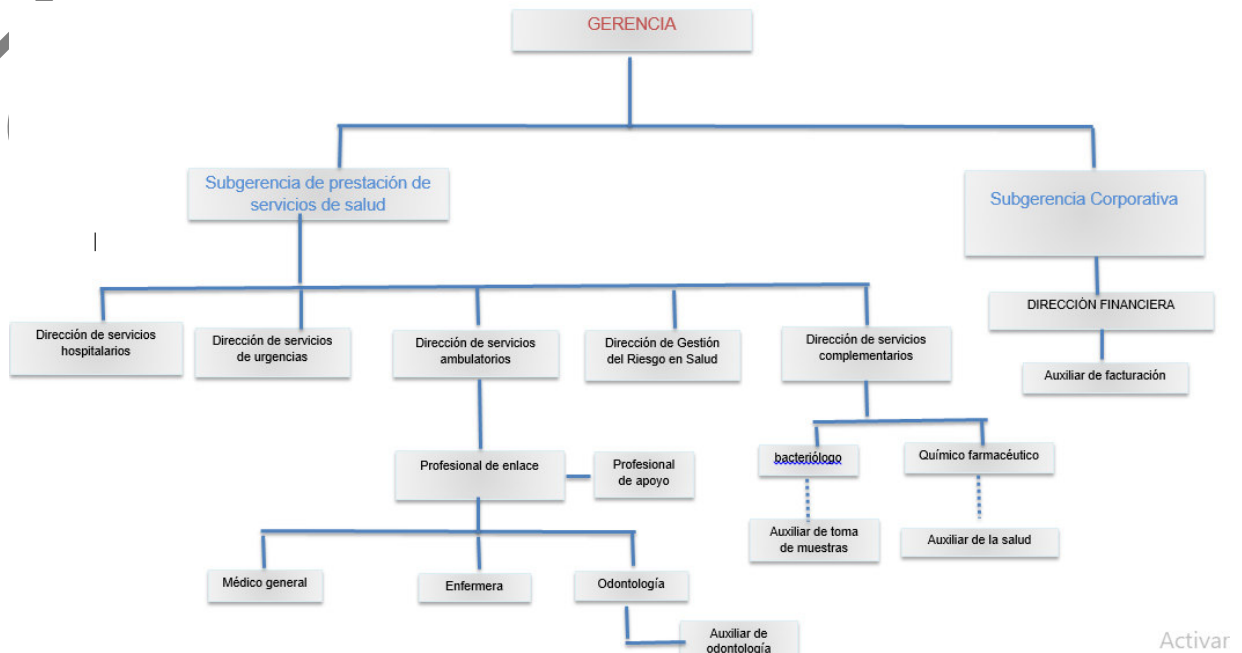 GERENCIA
Subgerencia de prestación de
servicios de salud
Subgerencia Corporativa
DIRECCIÓN FINANCIERA
Auxiliar de facturación
Dirección de servicios
hospitalarios
Dirección de servicios
de urgencias
Dirección de servicios
ambulatorios
Dirección de Gestión
del Riesgo en Salud
Dirección de servicios
complementarios
Profesional de enlace
Profesional
de apoyo
bacteriólogo
Químico farmacéutico
Auxiliar de toma
de muestras
Auxiliar de la salud
Médico general
Enfermera
Odontología
Auxiliar de
odontología
Activar